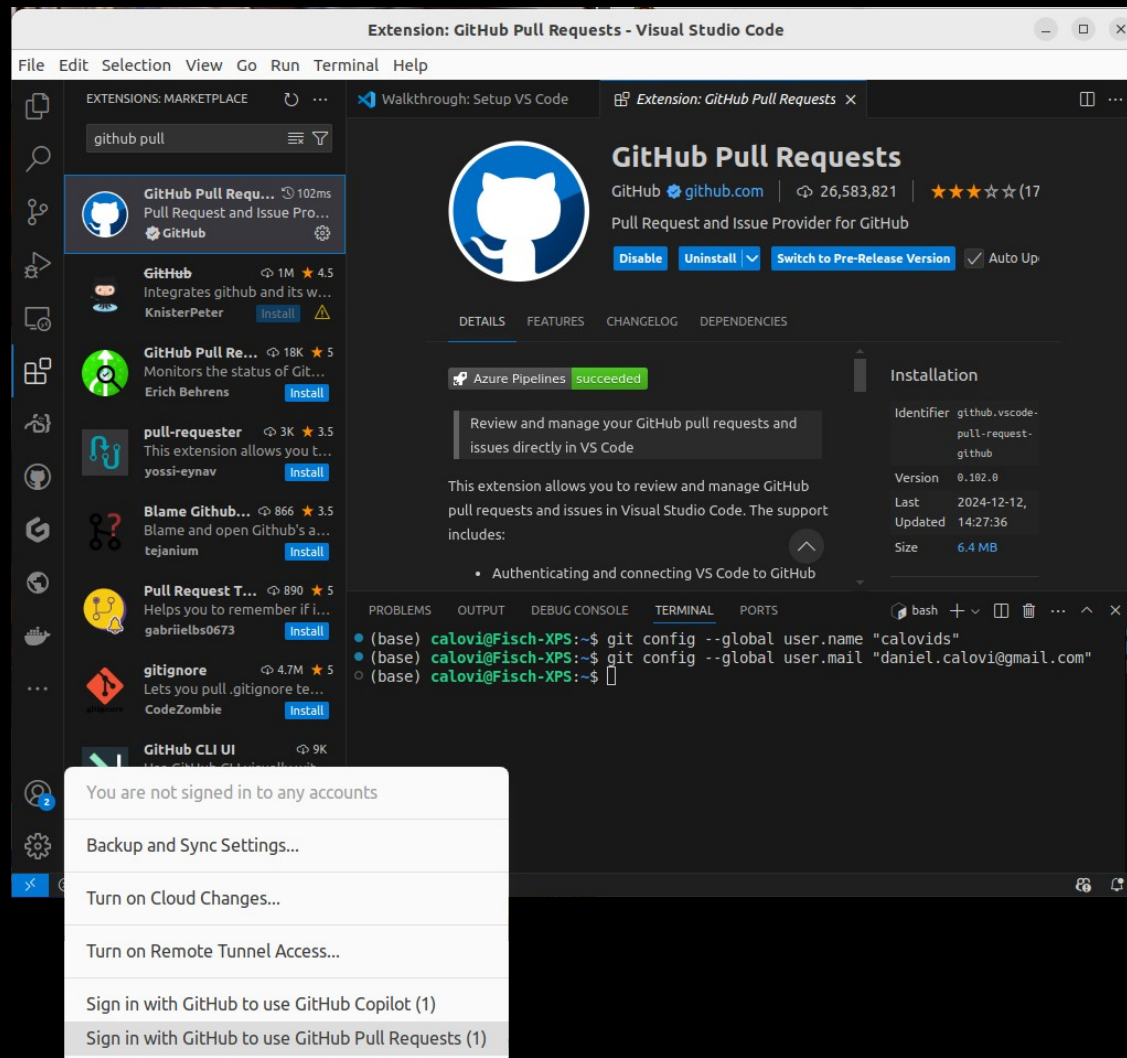 Extension: GitHub Pull Requests - Visual Studio Code
File Edit Selection View Go Run Terminal Help
EXTENSIONS: MARKETPLACE
github pull
GitHub Pull Requ... 102ms
Pull Request and Issue Pro...
GitHub
GitHub 1M ★ 4.5
Integrates github and its w...
KnisterPeter Install
GitHub Pull Re... 18K ★ 5
Monitors the status of Git...
Erich Behrens Install
pull-requester 3K ★ 3.5
This extension allows you t...
yossi-eynav Install
Blame Github... 866 ★ 3.5
Blame and open Github's a...
tejanium Install
Pull Request T... 890 ★ 5
Helps you to remember if i...
gabriielbs0673 Install
gitignore 4.7M ★ 5
Lets you pull .gitignore te...
CodeZombie Install
GitHub CLI UI 9K
Walkthrough: Setup VS Code
Extension: GitHub Pull Requests
GitHub Pull Requests
GitHub github.com 26,583,821 ★★★☆☆(17
Pull Request and Issue Provider for GitHub
Disable Uninstall Switch to Pre-Release Version Auto Up
DETAILS FEATURES CHANGELOG DEPENDENCIES
Azure Pipelines succeeded
Review and manage your GitHub pull requests and
issues directly in VS Code
This extension allows you to review and manage GitHub
pull requests and issues in Visual Studio Code. The support
includes:
• Authenticating and connecting VS Code to GitHub
Installation
Identifier github.vscode-
pull-request-
github
Version 0.102.0
Last 2024-12-12,
Updated 14:27:36
Size 6.4 MB
PROBLEMS OUTPUT DEBUG CONSOLE TERMINAL PORTS bash
(base) calovi@Fisch-XPS:~$ git config --global user.name "calovids"
(base) calovi@Fisch-XPS:~$ git config --global user.mail "daniel.calovi@gmail.com"
(base) calovi@Fisch-XPS:~$
2
You are not signed in to any accounts
Backup and Sync Settings...
Turn on Cloud Changes...
Turn on Remote Tunnel Access...
Sign in with GitHub to use GitHub Copilot (1)
Sign in with GitHub to use GitHub Pull Requests (1)